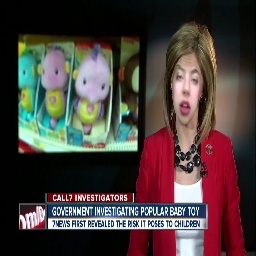 CALL7 INVESTIGATORS
GOVERNMENT INVESTIGATING POPULAR BABY TOY
7NEWS FIRST REVEALED THE RISK IT POSES TO CHILDREN